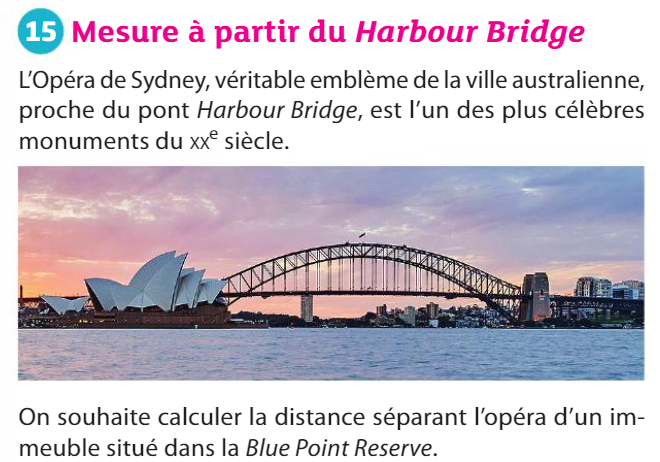 15 Mesure à partir du Harbour Bridge
L'Opéra de Sydney, véritable emblème de la ville australienne,
proche du pont Harbour Bridge, est l'un des plus célèbres
monuments du XXe siècle.
On souhaite calculer la distance séparant l'opéra d'un im-
meuble situé dans la Blue Point Reserve.